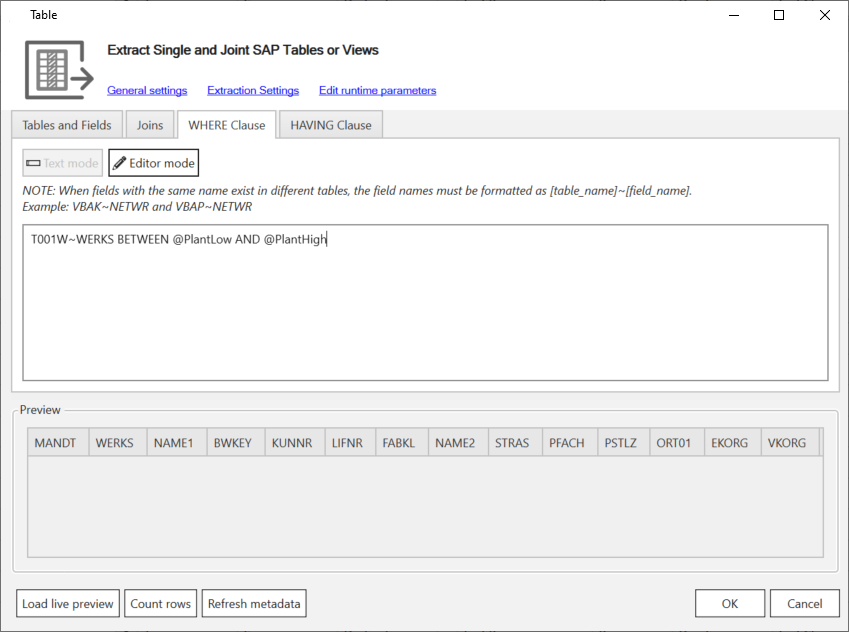 Table
Extract Single and Joint SAP Tables or Views
General settings Extraction Settings Edit runtime parameters
Tables and Fields Joins WHERE Clause HAVING Clause
Text mode Editor mode
NOTE: When fields with the same name exist in different tables, the field names must be formatted as [table_name]~[field_name].
Example: VBAK~NETWR and VBAP~NETWR
T001W~WERKS BETWEEN @PlantLow AND @PlantHigh
Preview
MANDT WERKS NAME1 BWKEY KUNNR LIFNR FABKL NAME2 STRAS PFACH PSTLZ ORT01 EKORG VKORG
Load live preview Count rows Refresh metadata OK Cancel